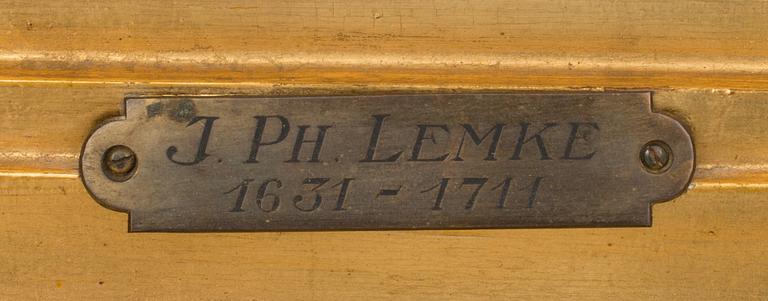 J. PH. LEMKE
1631 - 1711